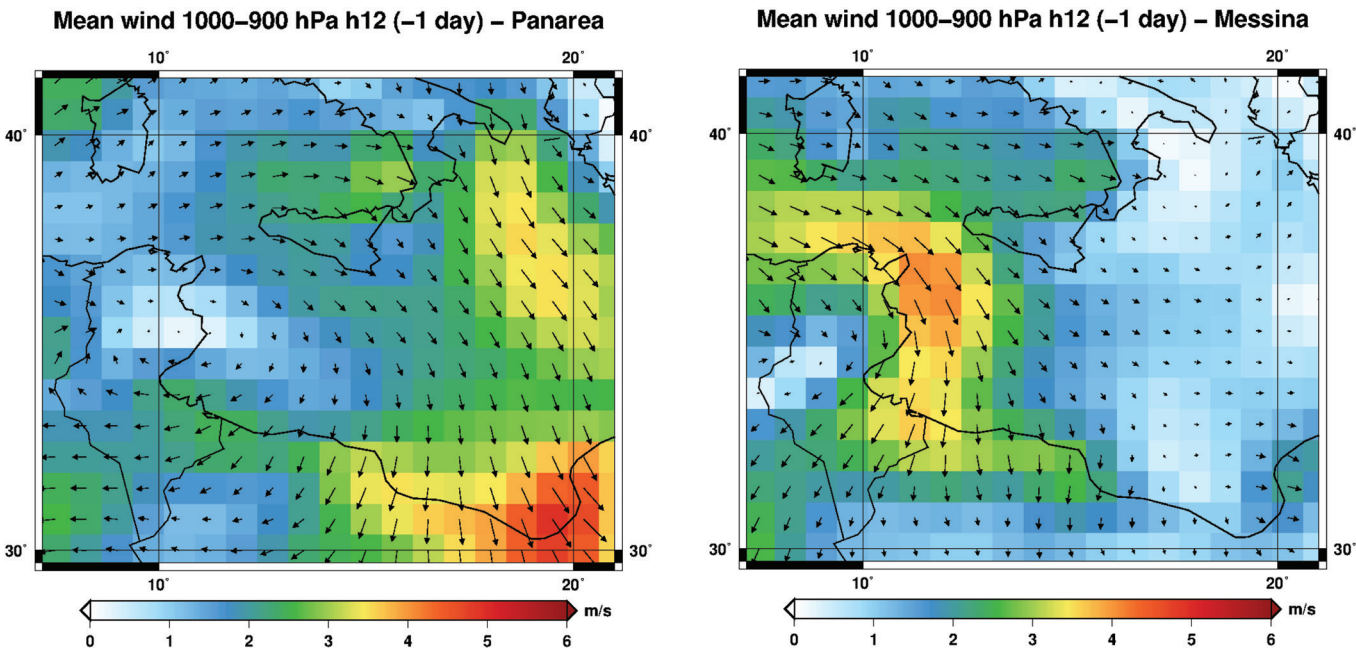 Mean wind 1000–900 hPa h12 (–1 day) – Panarea
10˚ 20˚
40˚ 40˚
30˚ 30˚
10˚ 20˚
m/s
0 1 2 3 4 5 6
Mean wind 1000–900 hPa h12 (–1 day) – Messina
10˚ 20˚
40˚ 40˚
30˚ 30˚
10˚ 20˚
m/s
0 1 2 3 4 5 6